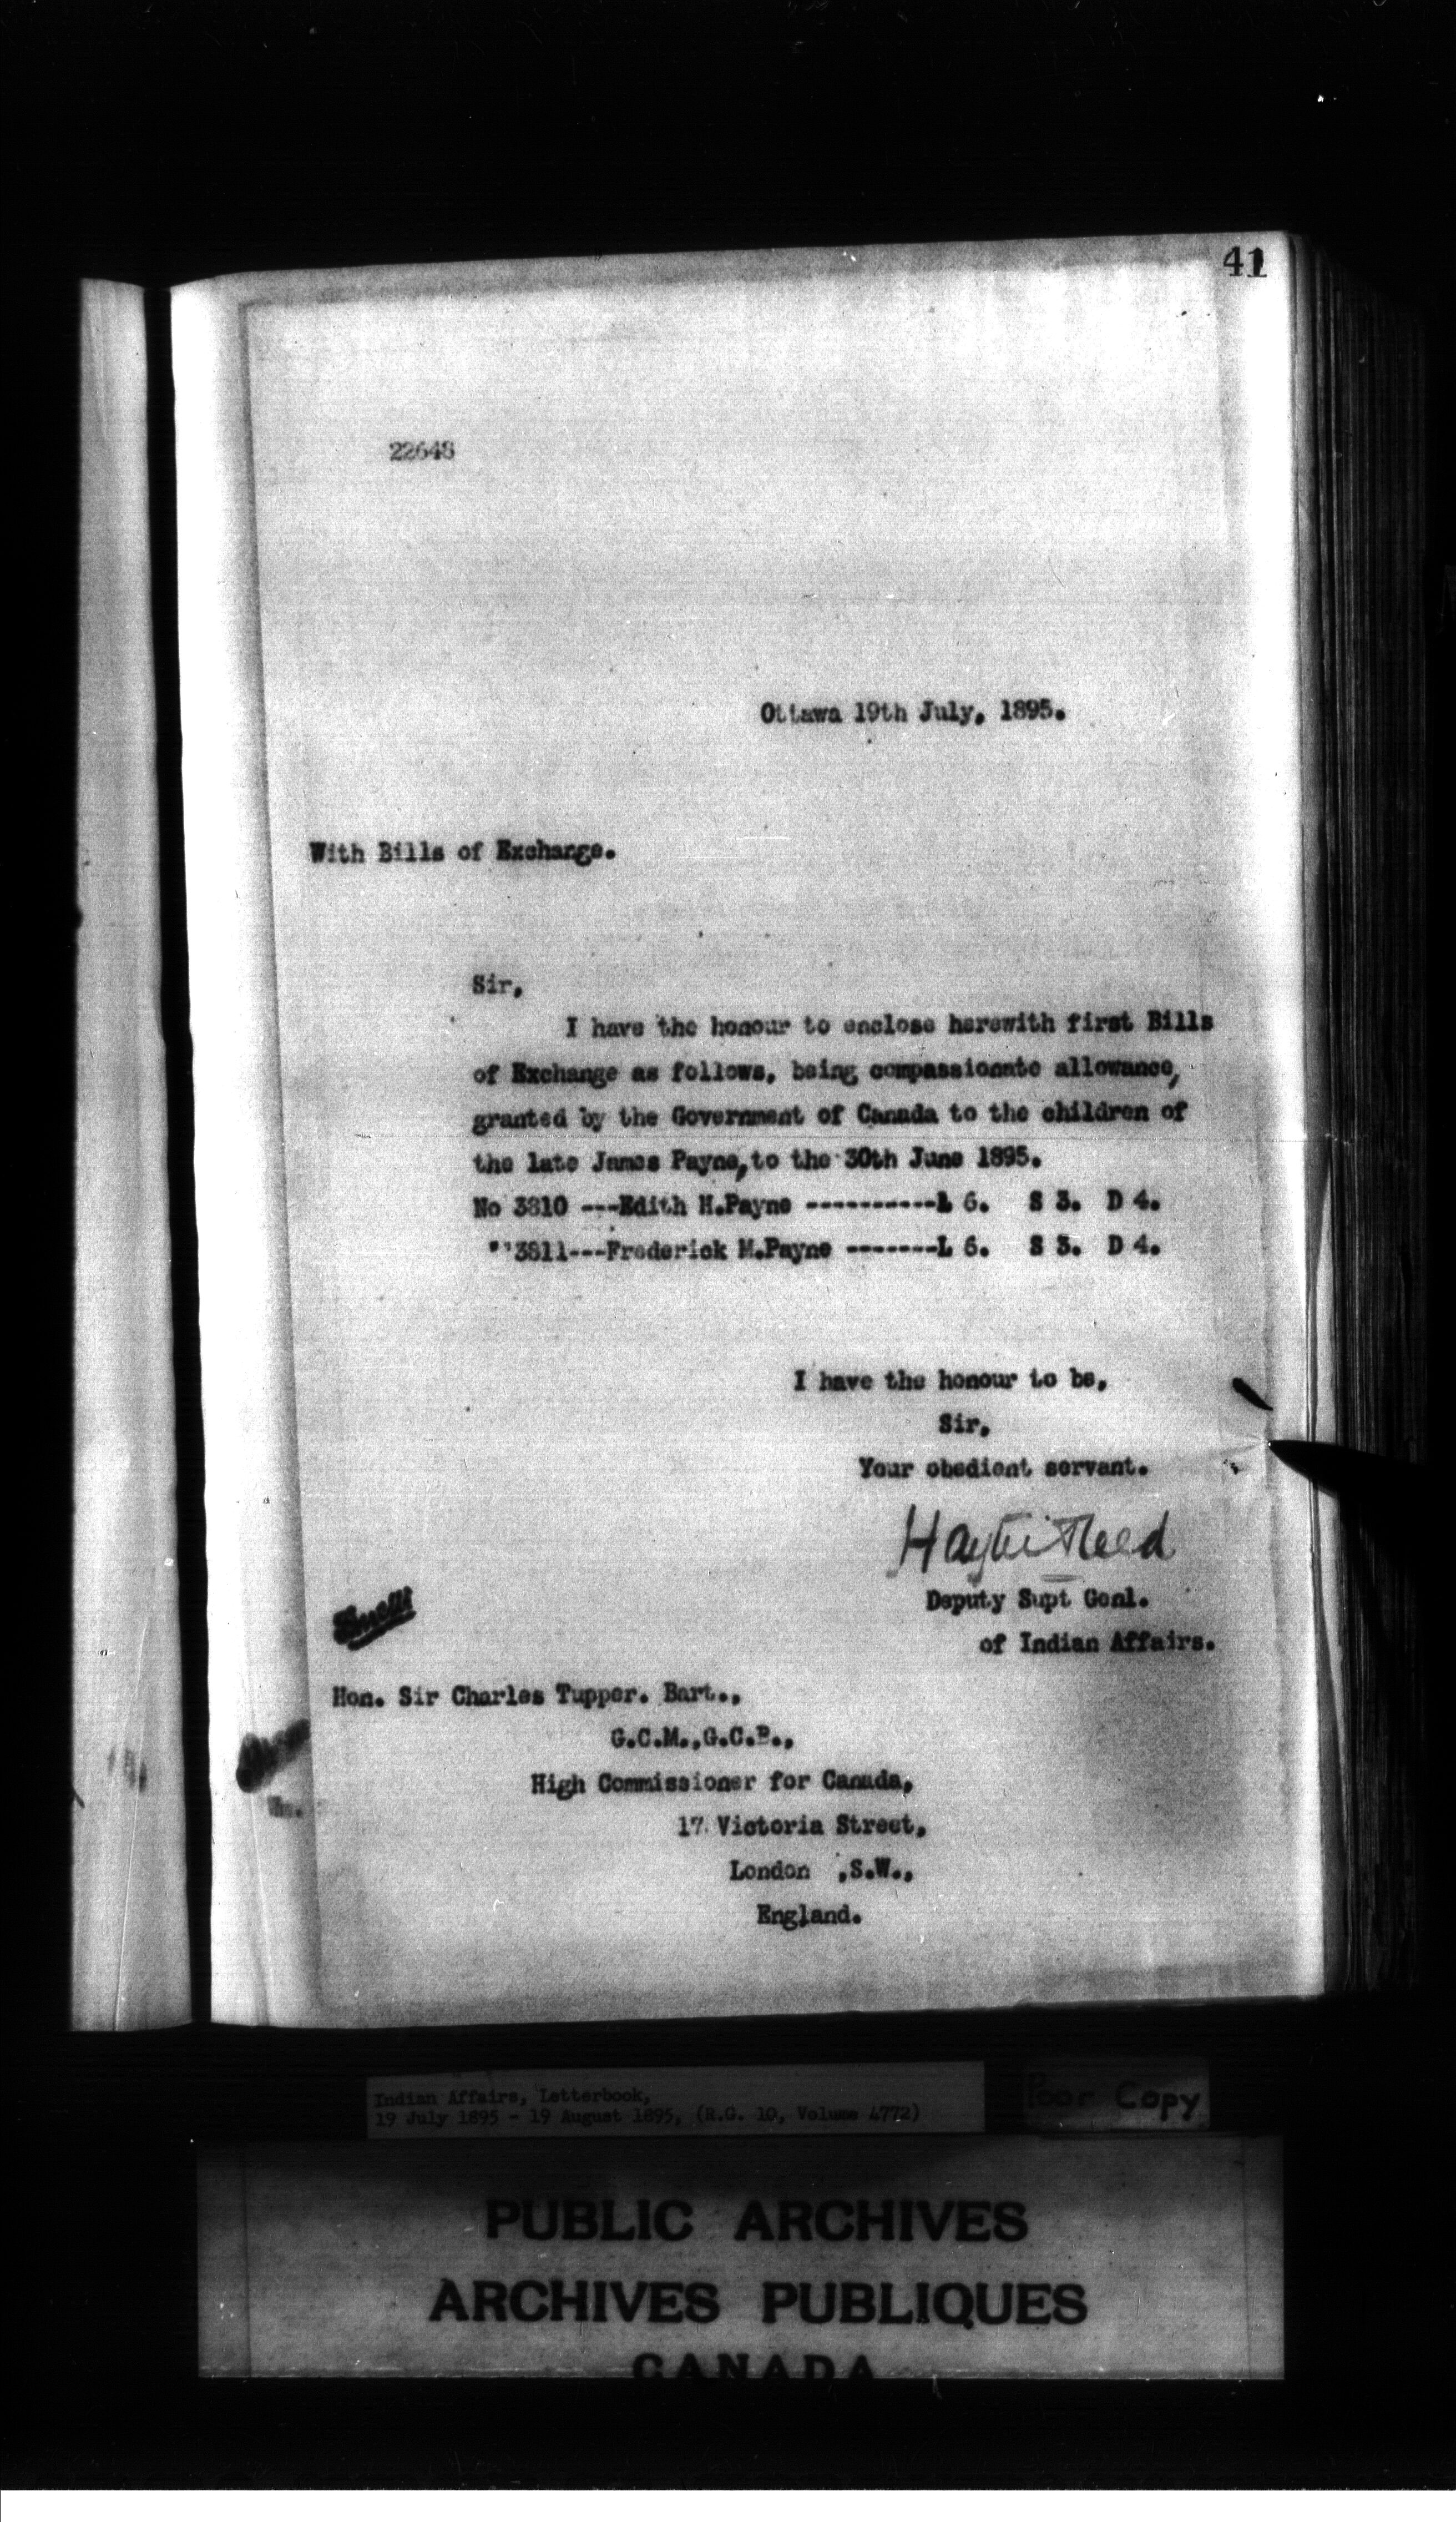 41
22648
Ottawa 19th July, 1895.
With Bills of Exchange.
Sir,
I have the honour to enclose herewith first Bills
of Exchange as follows, being compassionate allowance,
granted by the Government of Canada to the children of
the late James Payne, to the 30th June 1895.
No 3810 ---Edith H.Payne ----------L 6. S 3. D 4.
" 3811---Frederick M.Payne -------L 6. S 3. D 4.
I have the honour to be,
Sir,
Your obedient servant.
Hayter Reed
Deputy Supt Genl.
of Indian Affairs.
Hon. Sir Charles Tupper. Bart.,
G.C.M.,G.C.B.,
High Commissioner for Canada,
17 Victoria Street,
London ,S.W.,
England.
Indian Affairs, Letterbook,
19 July 1895 - 19 August 1895, (R.G. 10, Volume 4772)
Poor Copy
PUBLIC ARCHIVES
ARCHIVES PUBLIQUES
CANADA